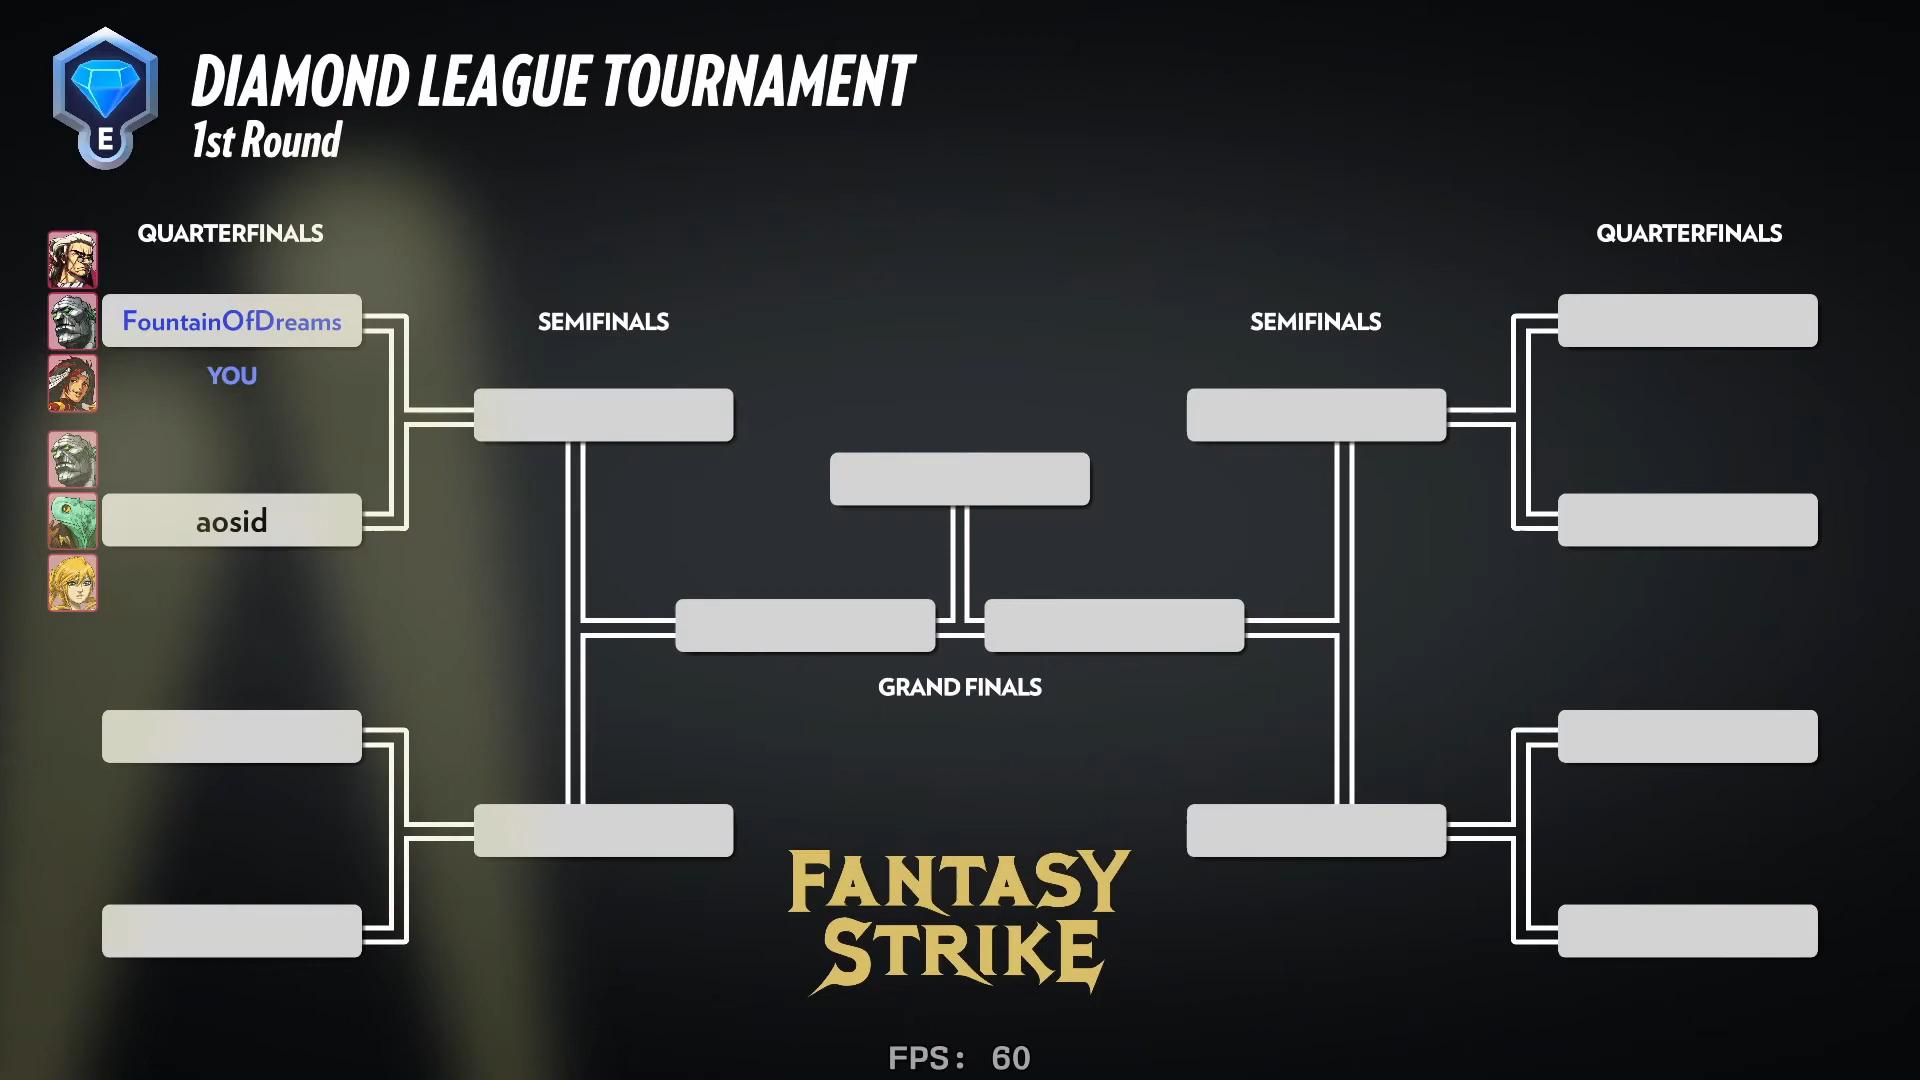 DIAMOND LEAGUE TOURNAMENT
1st Round
E
QUARTERFINALS
QUARTERFINALS
FountainOfDreams
YOU
SEMIFINALS
SEMIFINALS
aosid
GRAND FINALS
FANTASY
STRIKE
FPS: 60